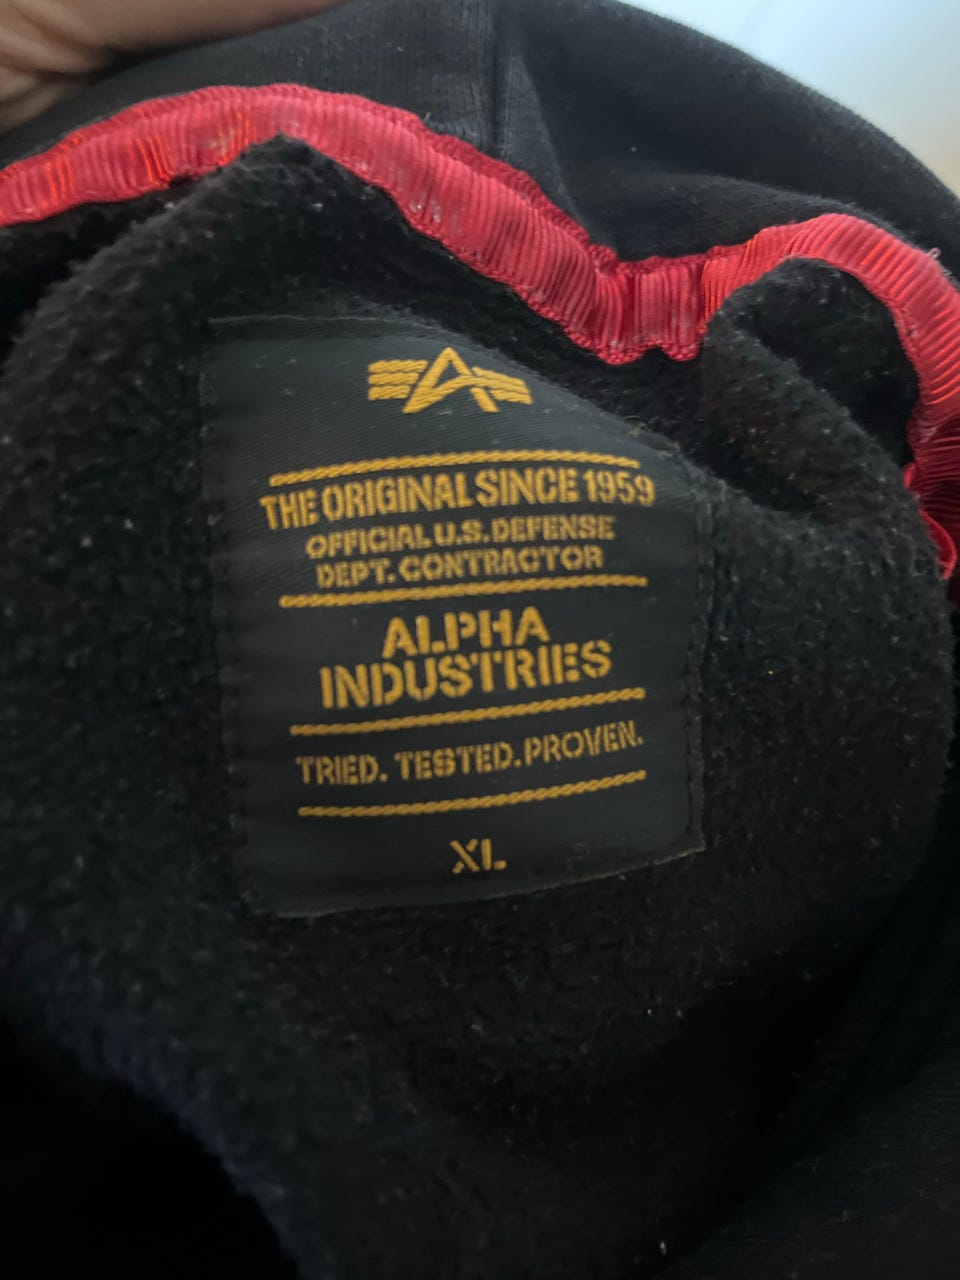 THE ORIGINAL SINCE 1959
OFFICIAL U.S. DEFENSE
DEPT. CONTRACTOR
ALPHA
INDUSTRIES
TRIED. TESTED. PROVEN.
XL